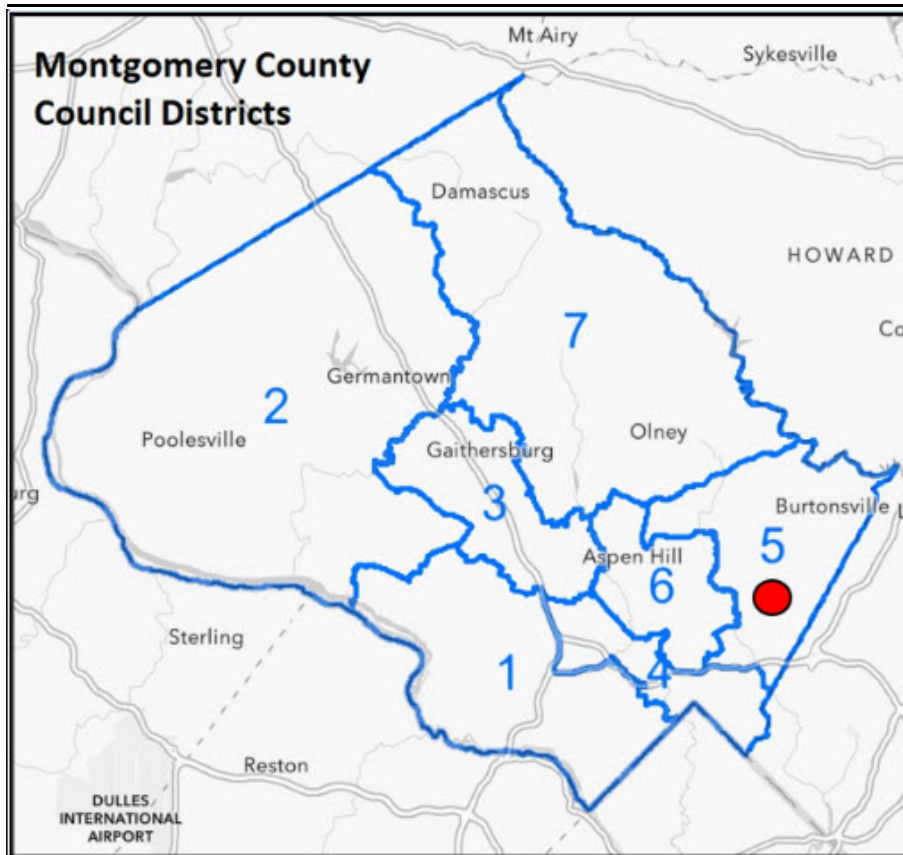 Mt Airy
Sykesville
Montgomery County
Council Districts
Damascus
HOWARD
7
Germantown
2
Poolesville
Olney
Gaithersburg
3
Burtonsville
Aspen Hill
5
6
Sterling
1
4
Reston
DULLES
INTERNATIONAL
AIRPORT